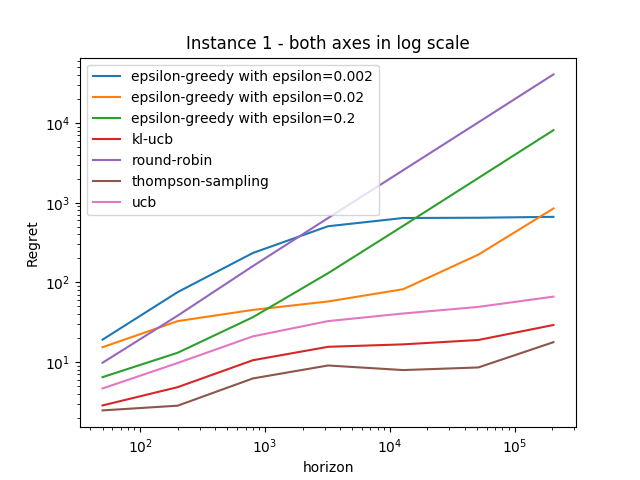 Instance 1 - both axes in log scale
epsilon-greedy with epsilon=0.002
epsilon-greedy with epsilon=0.02
epsilon-greedy with epsilon=0.2
kl-ucb
round-robin
thompson-sampling
ucb
Regret
10^4
10^3
10^2
10^1
10^2 10^3 10^4 10^5
horizon